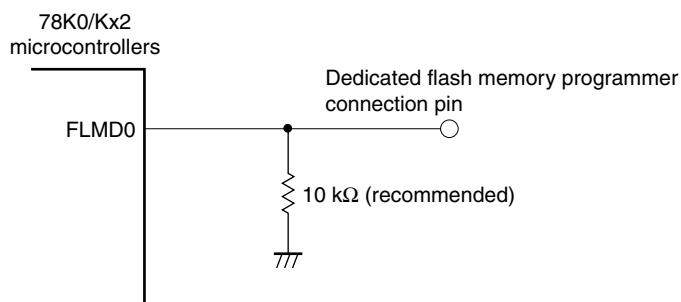 78K0/Kx2
microcontrollers
Dedicated flash memory programmer
connection pin
FLMD0
10 kΩ (recommended)